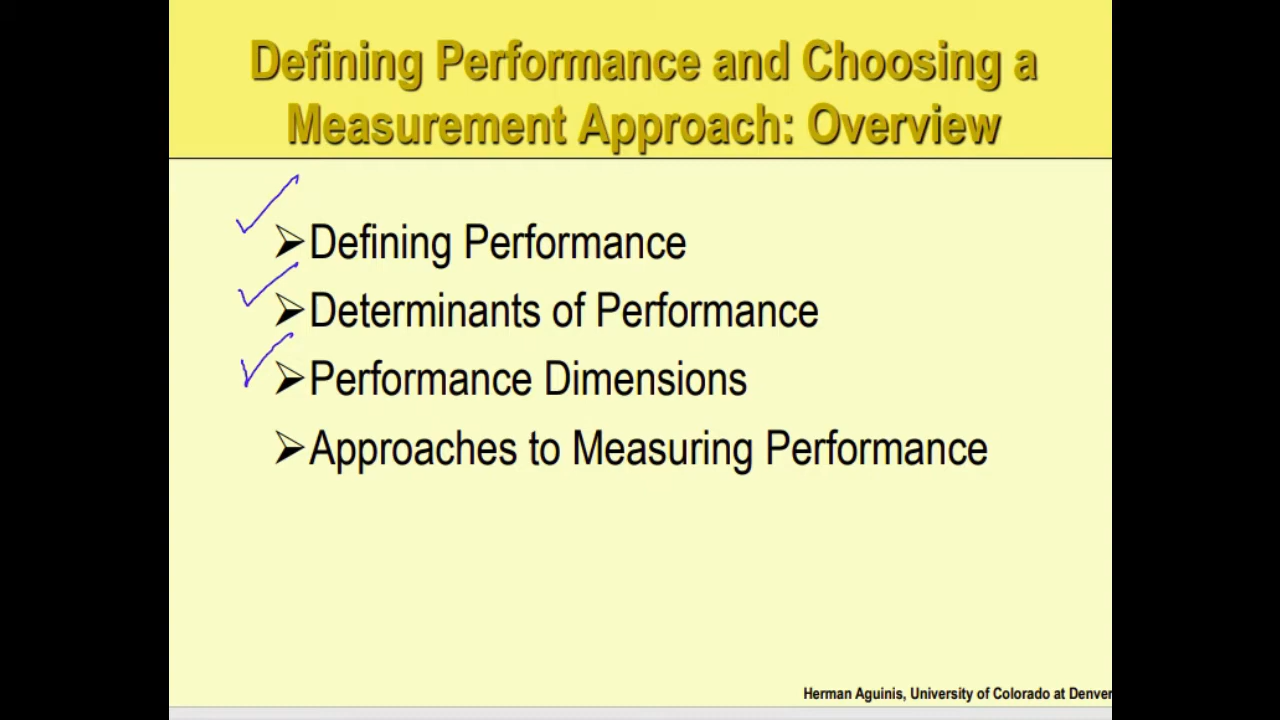 Defining Performance and Choosing a
Measurement Approach: Overview
Defining Performance
Determinants of Performance
Performance Dimensions
Approaches to Measuring Performance
Herman Aguinis, University of Colorado at Denver